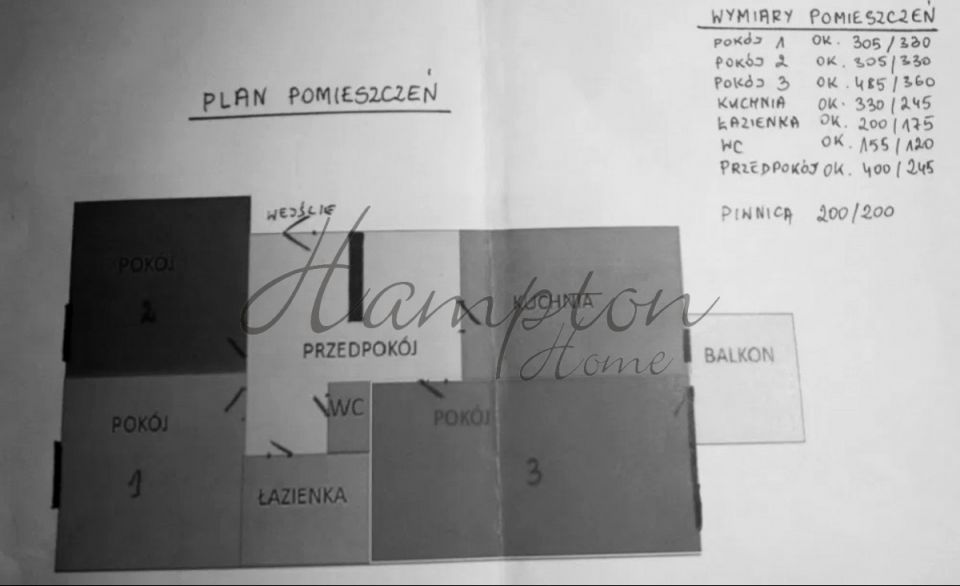 WYMIARY POMIESZCZEŃ
POKÓJ 1 OK. 305/330
POKÓJ 2 OK. 305/330
POKÓJ 3 OK. 485/360
KUCHNIA OK. 330/245
ŁAZIENKA OK. 200/175
WC OK. 155/120
PRZEDPOKÓJ OK. 400/245
PIWNICA 200/200
PLAN POMIESZCZEŃ
WEJŚCIE
POKÓJ
2
KUCHNIA
Hampton
Home
PRZEDPOKÓJ
BALKON
WC
POKÓJ
1
POKÓJ
3
ŁAZIENKA